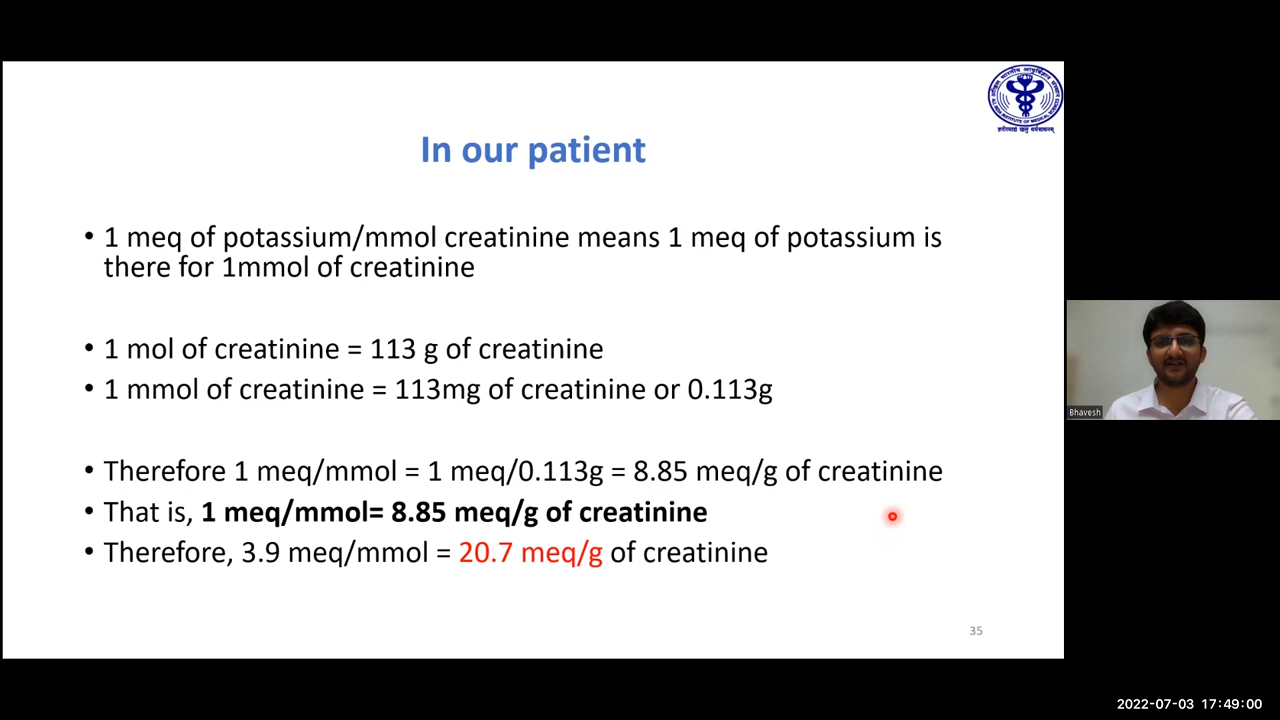 In our patient
• 1 meq of potassium/mmol creatinine means 1 meq of potassium is
there for 1mmol of creatinine
• 1 mol of creatinine = 113 g of creatinine
• 1 mmol of creatinine = 113mg of creatinine or 0.113g
• Therefore 1 meq/mmol = 1 meq/0.113g = 8.85 meq/g of creatinine
• That is, 1 meq/mmol= 8.85 meq/g of creatinine
• Therefore, 3.9 meq/mmol = 20.7 meq/g of creatinine
35
Bhavesh
2022-07-03 17:49:00